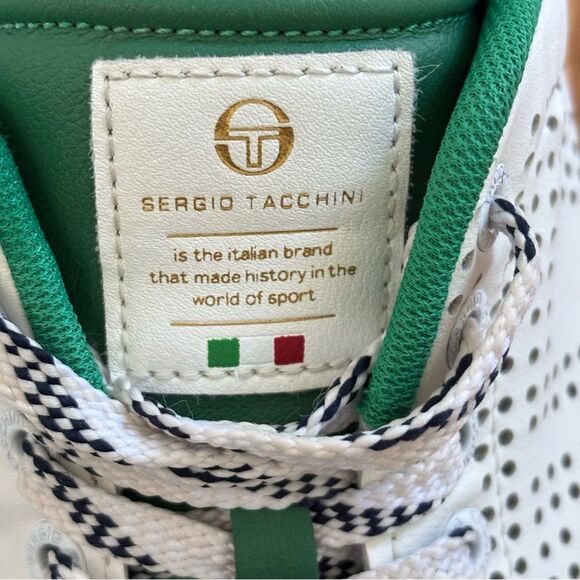 SERGIO TACCHINI
is the italian brand
that made history in the
world of sport